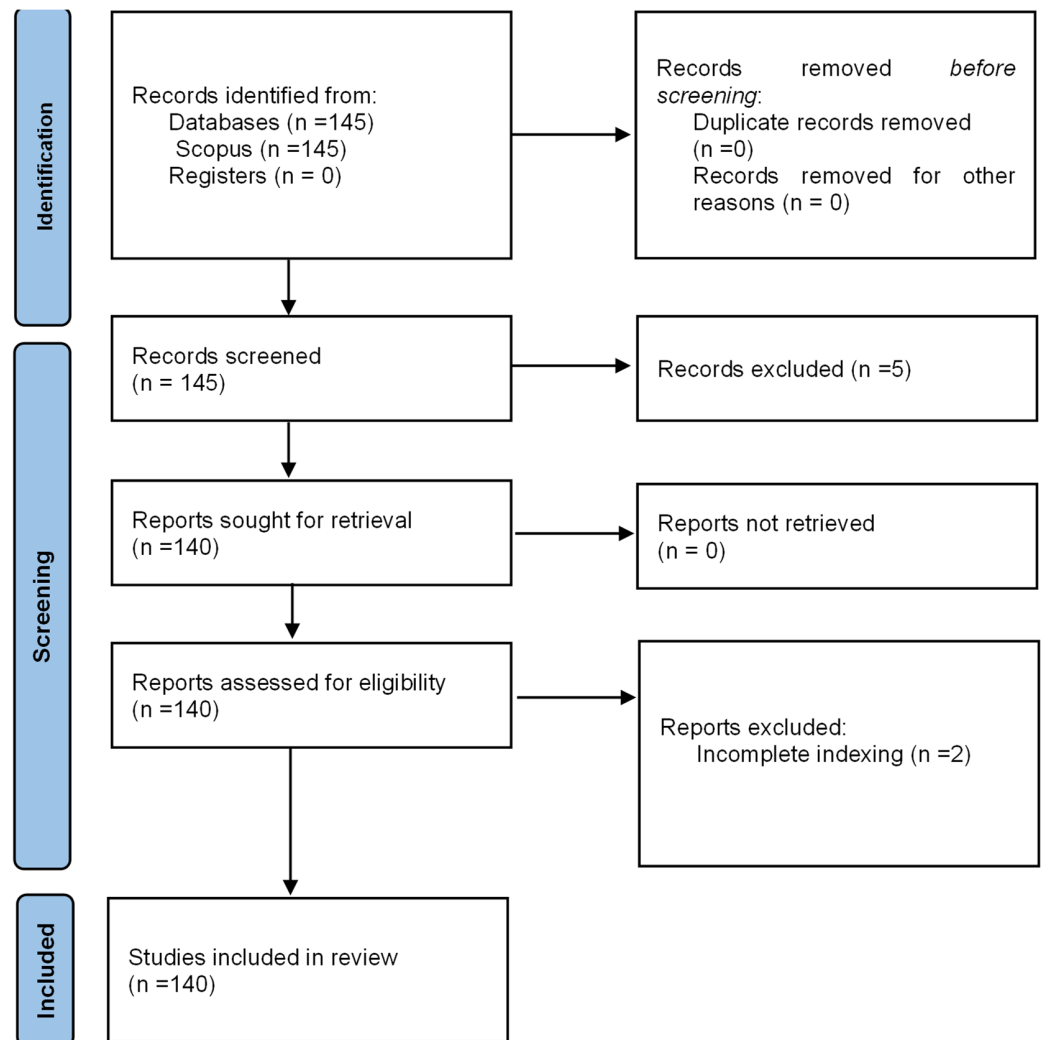 Identification
Records identified from:
Databases (n =145)
Scopus (n =145)
Registers (n = 0)
Records removed before
screening:
Duplicate records removed
(n =0)
Records removed for other
reasons (n = 0)
Screening
Records screened
(n = 145)
Records excluded (n =5)
Reports sought for retrieval
(n =140)
Reports not retrieved
(n = 0)
Reports assessed for eligibility
(n =140)
Reports excluded:
Incomplete indexing (n =2)
Included
Studies included in review
(n =140)